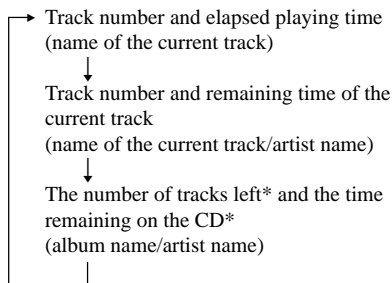 Track number and elapsed playing time
(name of the current track)
Track number and remaining time of the
current track
(name of the current track/artist name)
The number of tracks left* and the time
remaining on the CD*
(album name/artist name)